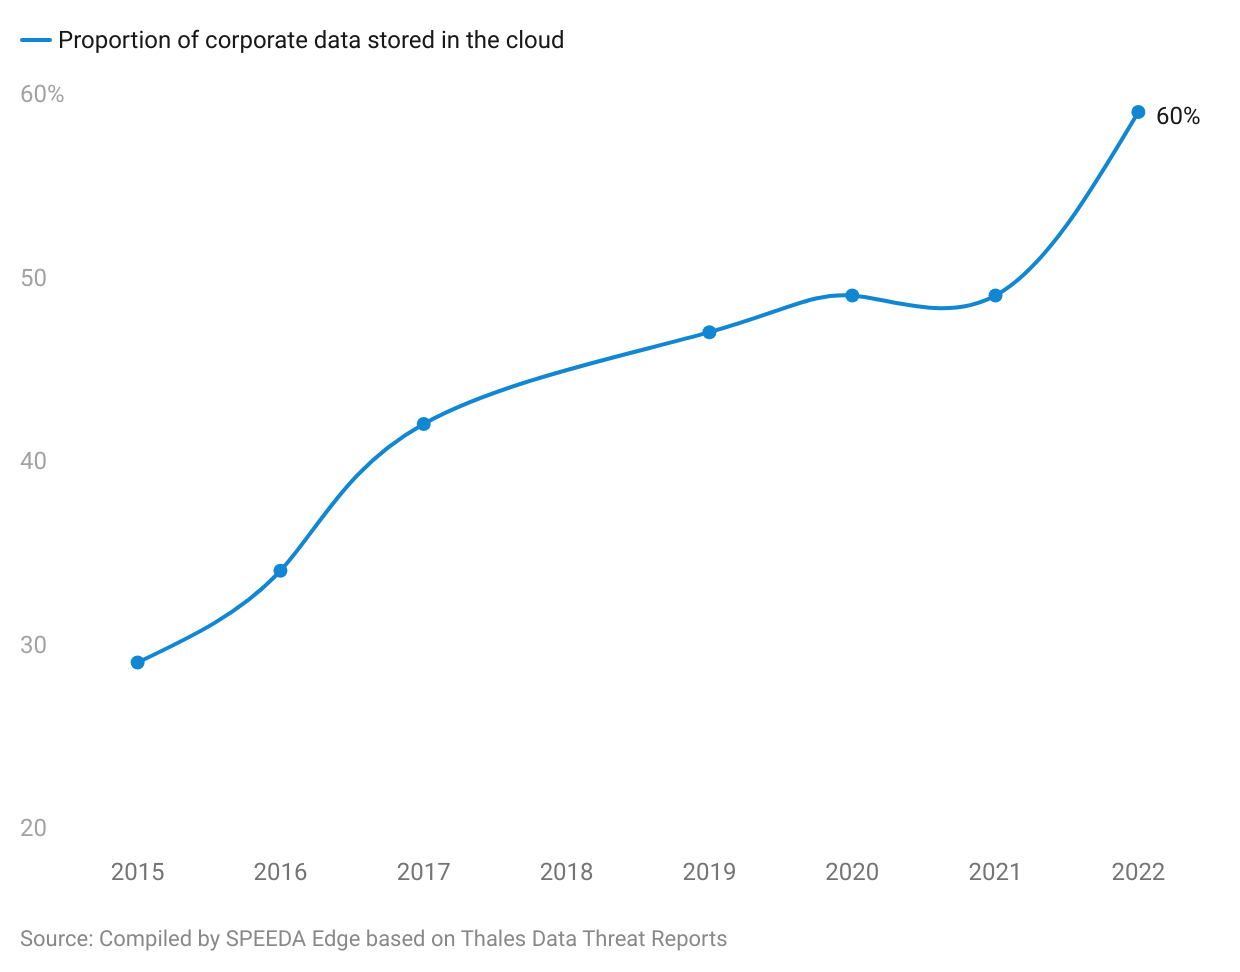 Proportion of corporate data stored in the cloud
60%
60%
50
40
30
20
2015 2016 2017 2018 2019 2020 2021 2022
Source: Compiled by SPEEDA Edge based on Thales Data Threat Reports